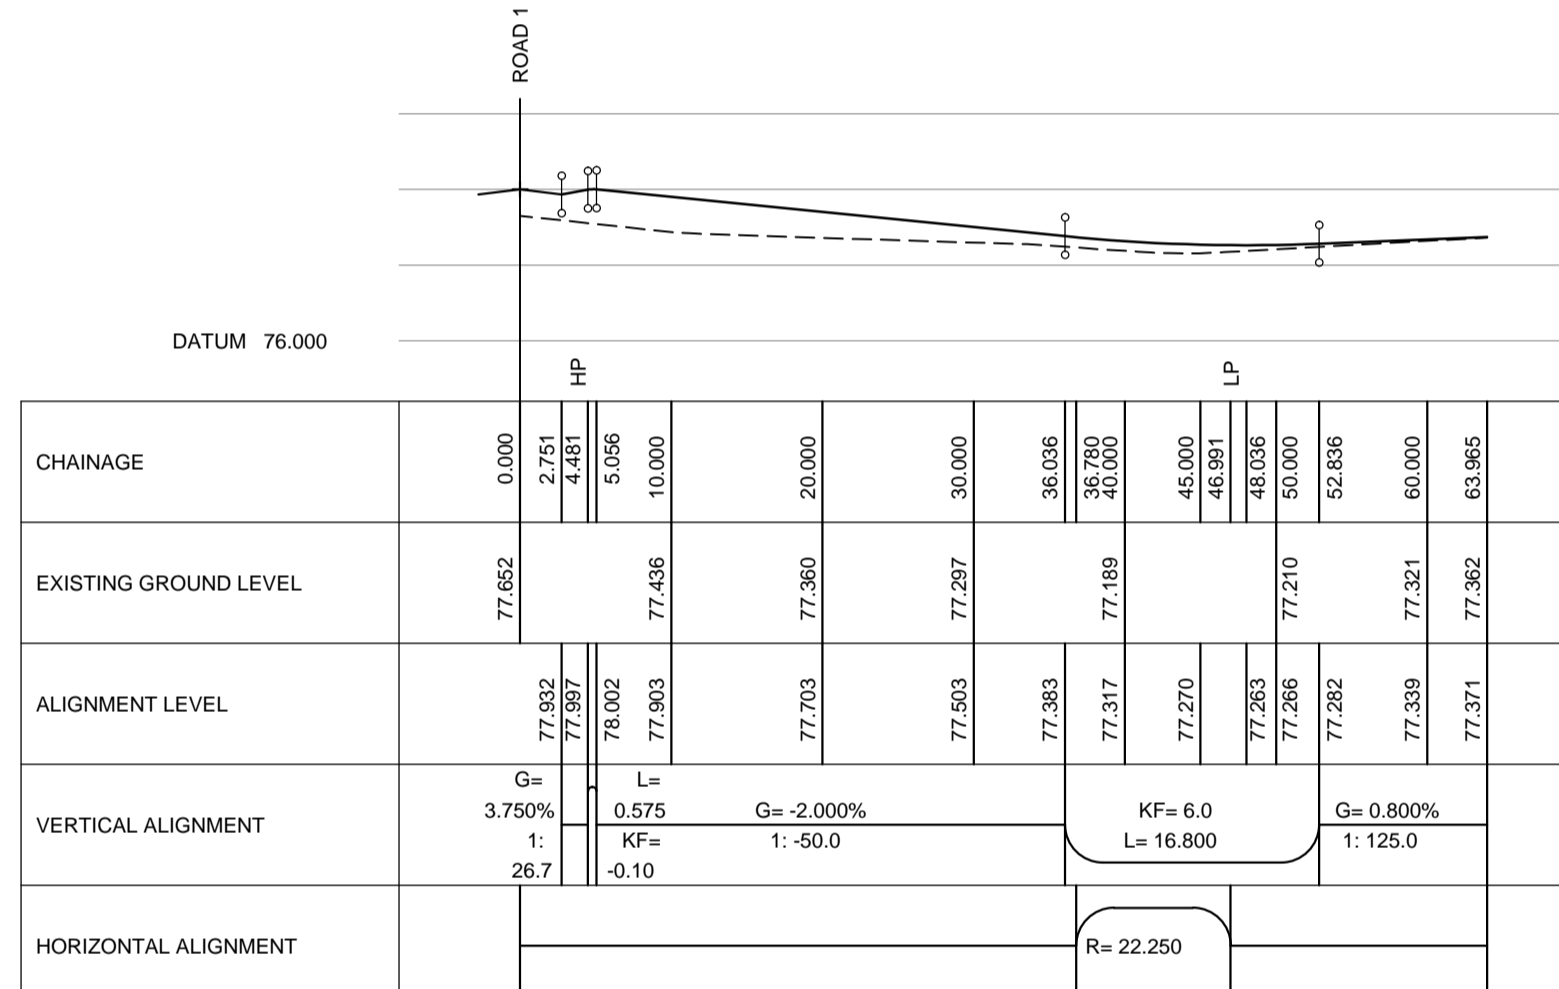 ROAD 1
DATUM 76.000
HP
LP
CHAINAGE
0.000
2.751
4.481
5.056
10.000
20.000
30.000
36.036
36.780
40.000
45.000
46.991
48.036
50.000
52.836
60.000
63.965
EXISTING GROUND LEVEL
77.652
77.436
77.360
77.297
77.189
77.210
77.321
77.362
ALIGNMENT LEVEL
77.932
77.997
78.002
77.903
77.703
77.503
77.383
77.317
77.270
77.263
77.266
77.282
77.339
77.371
VERTICAL ALIGNMENT
G=
3.750%
1:
26.7
L=
0.575
KF=
-0.10
G= -2.000%
1: -50.0
KF= 6.0
L= 16.800
G= 0.800%
1: 125.0
HORIZONTAL ALIGNMENT
R= 22.250